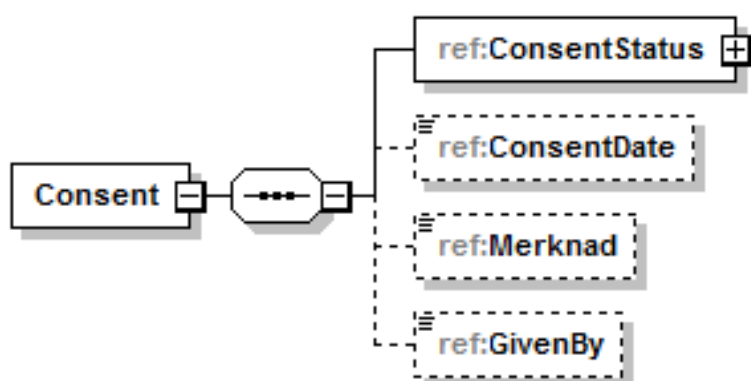 ref:ConsentStatus
ref:ConsentDate
Consent
ref:Merknad
ref:GivenBy